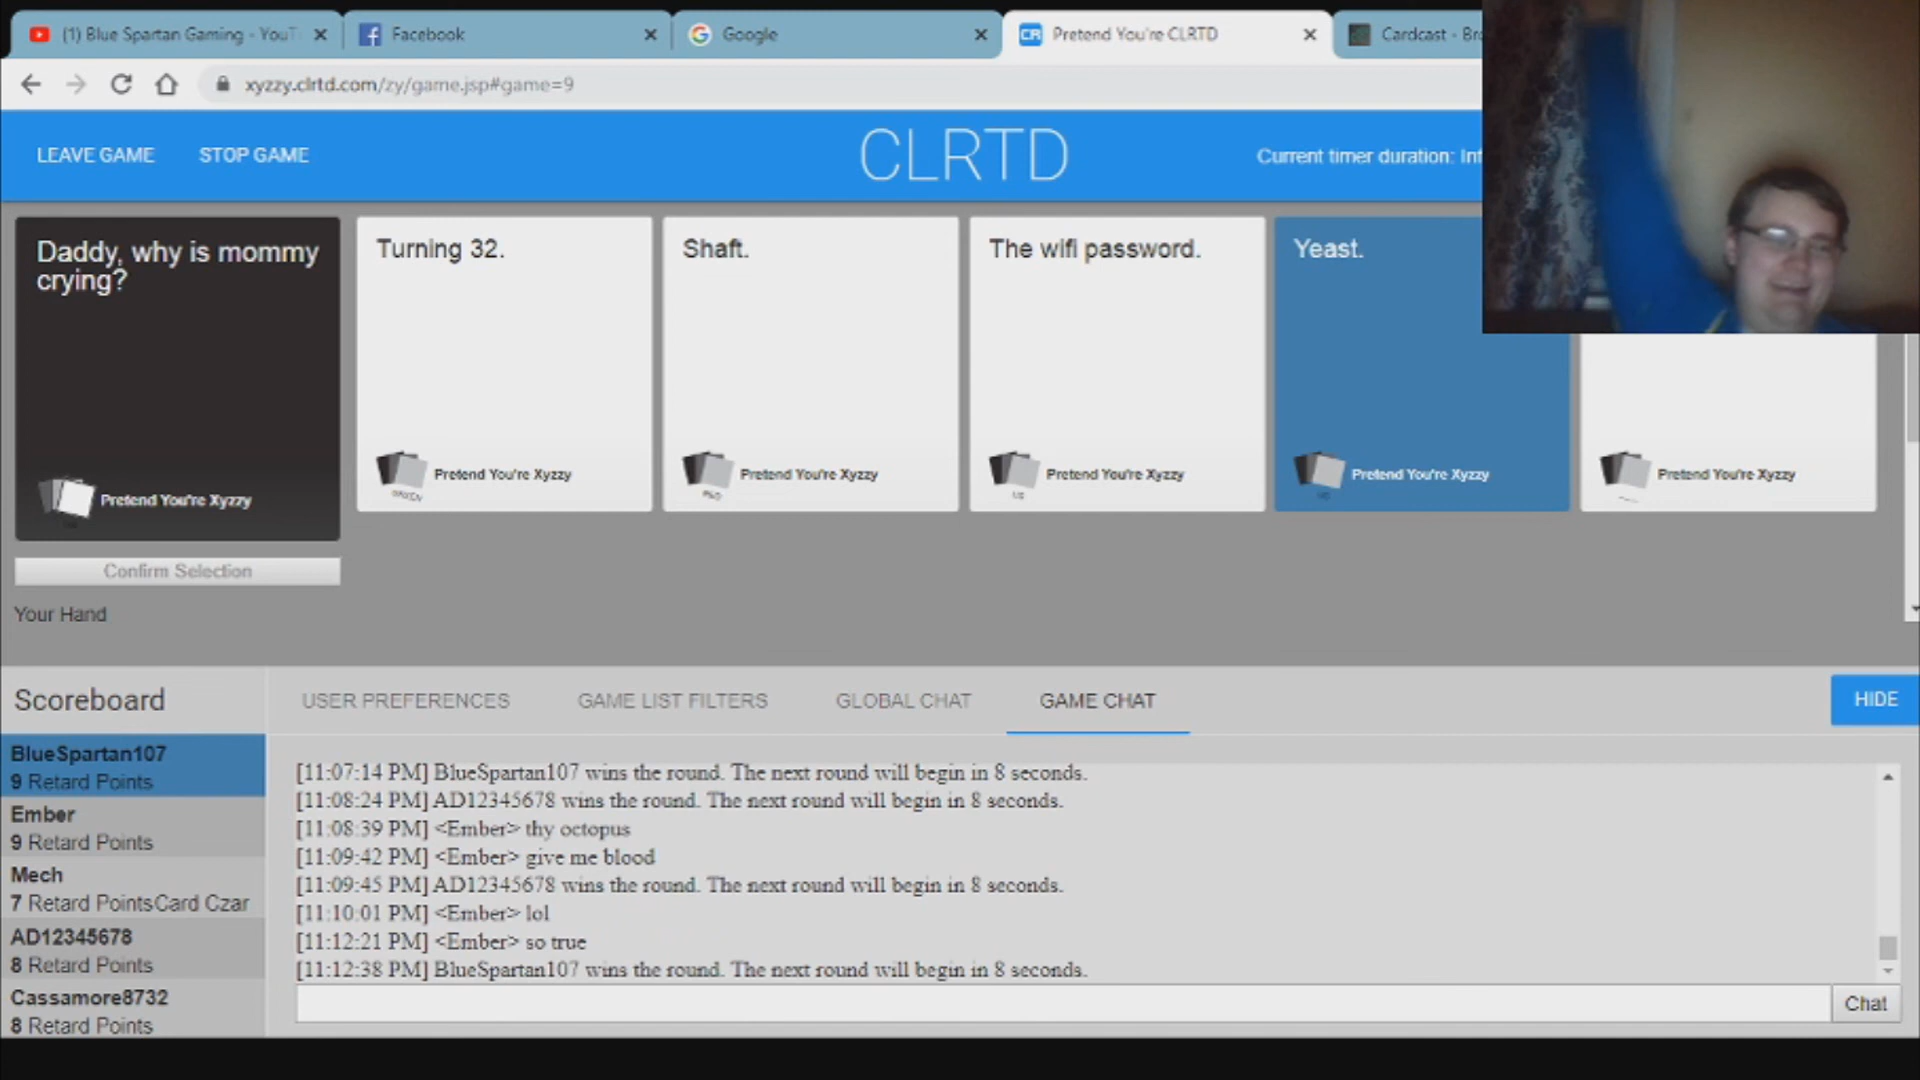 (1) Blue Spartan Gaming - YouT
Facebook
Google
Pretend You're CLRTD
Cardcast - Bro
xyzzy.clrtd.com/zy/game.jsp#game=9
LEAVE GAME
STOP GAME
CLRTD
Current timer duration: Inf
Daddy, why is mommy
crying?
Pretend You're Xyzzy
Turning 32.
Pretend You're Xyzzy
Shaft.
Pretend You're Xyzzy
The wifi password.
Pretend You're Xyzzy
US
Yeast.
Pretend You're Xyzzy
Pretend You're Xyzzy
Confirm Selection
Your Hand
Scoreboard
USER PREFERENCES
GAME LIST FILTERS
GLOBAL CHAT
GAME CHAT
HIDE
BlueSpartan107
9 Retard Points
Ember
9 Retard Points
Mech
7 Retard PointsCard Czar
AD12345678
8 Retard Points
Cassamore8732
8 Retard Points
[11:07:14 PM] BlueSpartan107 wins the round. The next round will begin in 8 seconds.
[11:08:24 PM] AD12345678 wins the round. The next round will begin in 8 seconds.
[11:08:39 PM] <Ember> thy octopus
[11:09:42 PM] <Ember> give me blood
[11:09:45 PM] AD12345678 wins the round. The next round will begin in 8 seconds.
[11:10:01 PM] <Ember> lol
[11:12:21 PM] <Ember> so true
[11:12:38 PM] BlueSpartan107 wins the round. The next round will begin in 8 seconds.
Chat